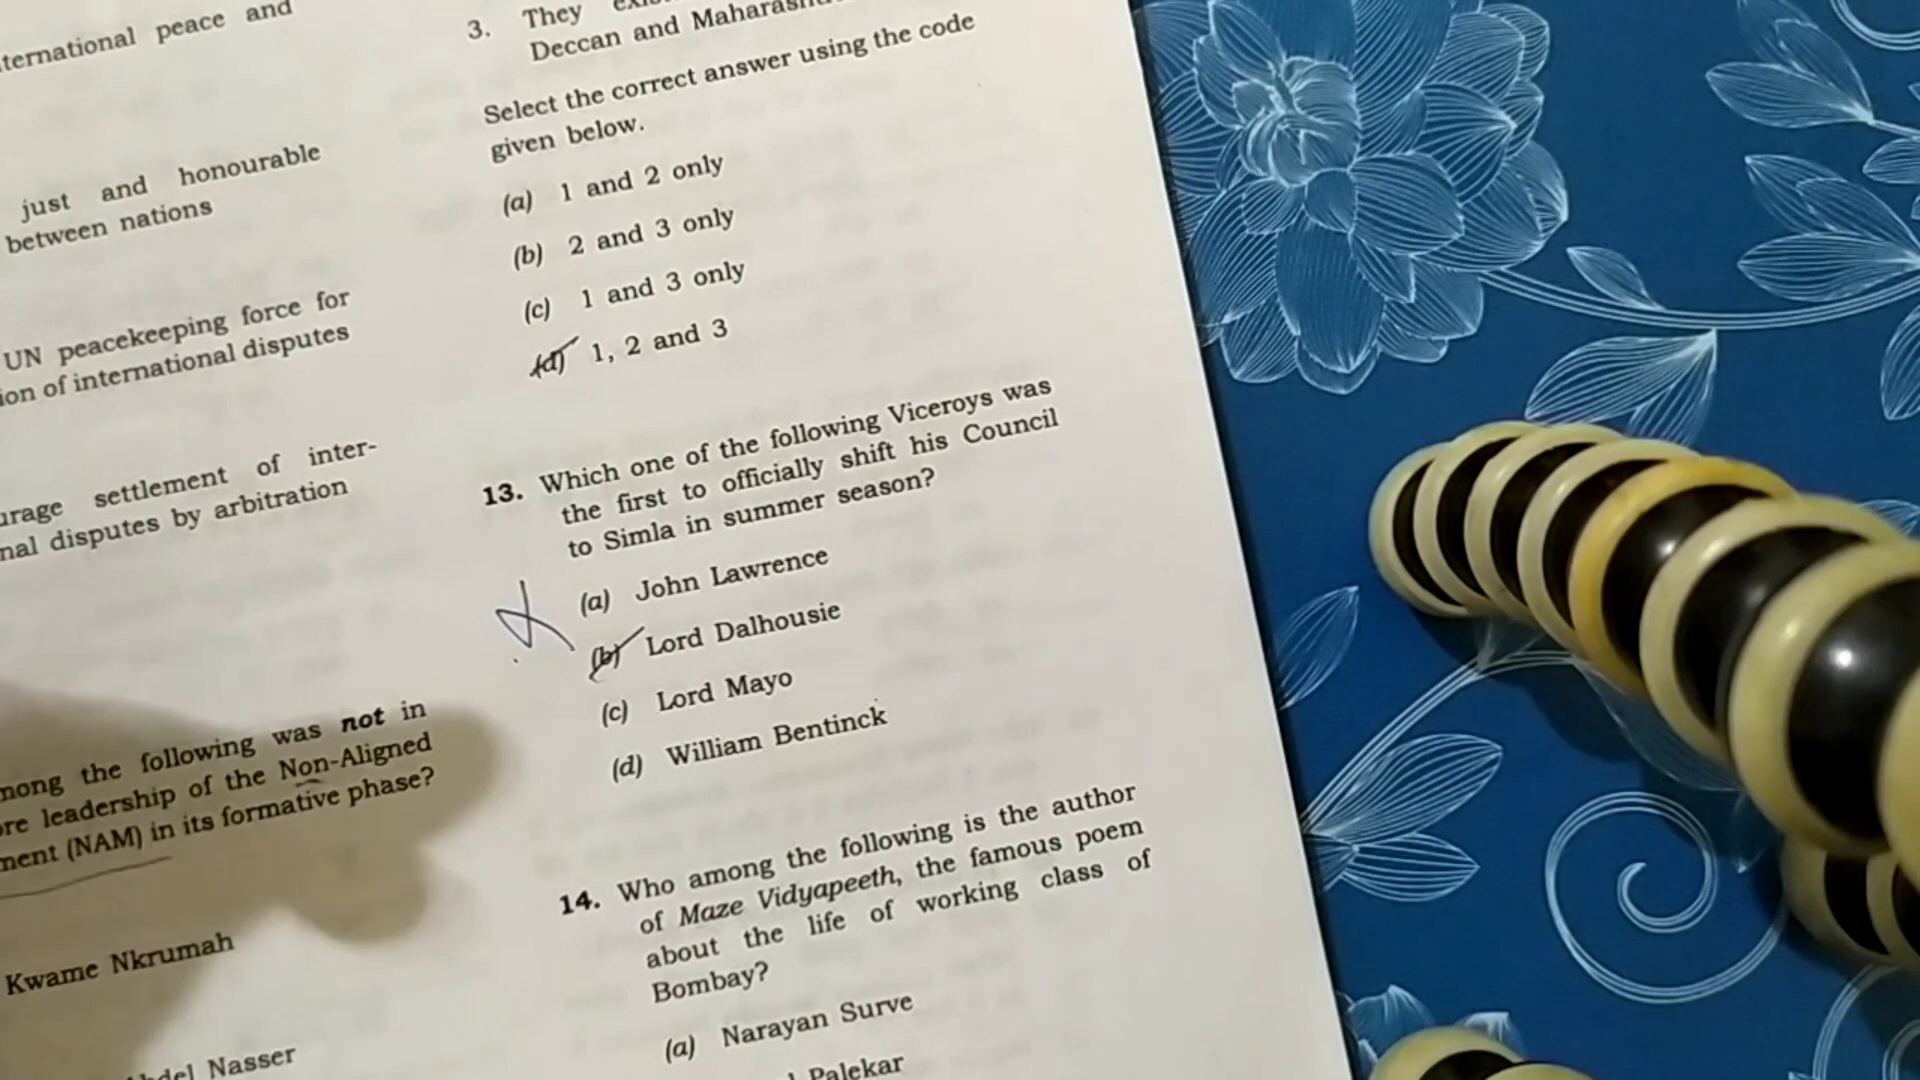 ternational peace and
just and honourable
between nations
UN peacekeeping force for
ion of international disputes
urage settlement of inter-
nal disputes by arbitration
mong the following was not in
ore leadership of the Non-Aligned
ment (NAM) in its formative phase?
Kwame Nkrumah
Nasser
3. They
Deccan and
Select the correct answer using the code
given below.
(a) 1 and 2 only
(b) 2 and 3 only
(c) 1 and 3 only
(d) 1, 2 and 3
13. Which one of the following Viceroys was
the first to officially shift his Council
to Simla in summer season?
(a) John Lawrence
(b) Lord Dalhousie
(c) Lord Mayo
(d) William Bentinck
14. Who among the following is the author
of Maze Vidyapeeth, the famous poem
about the life of working class of
Bombay?
(a) Narayan Surve
Palekar